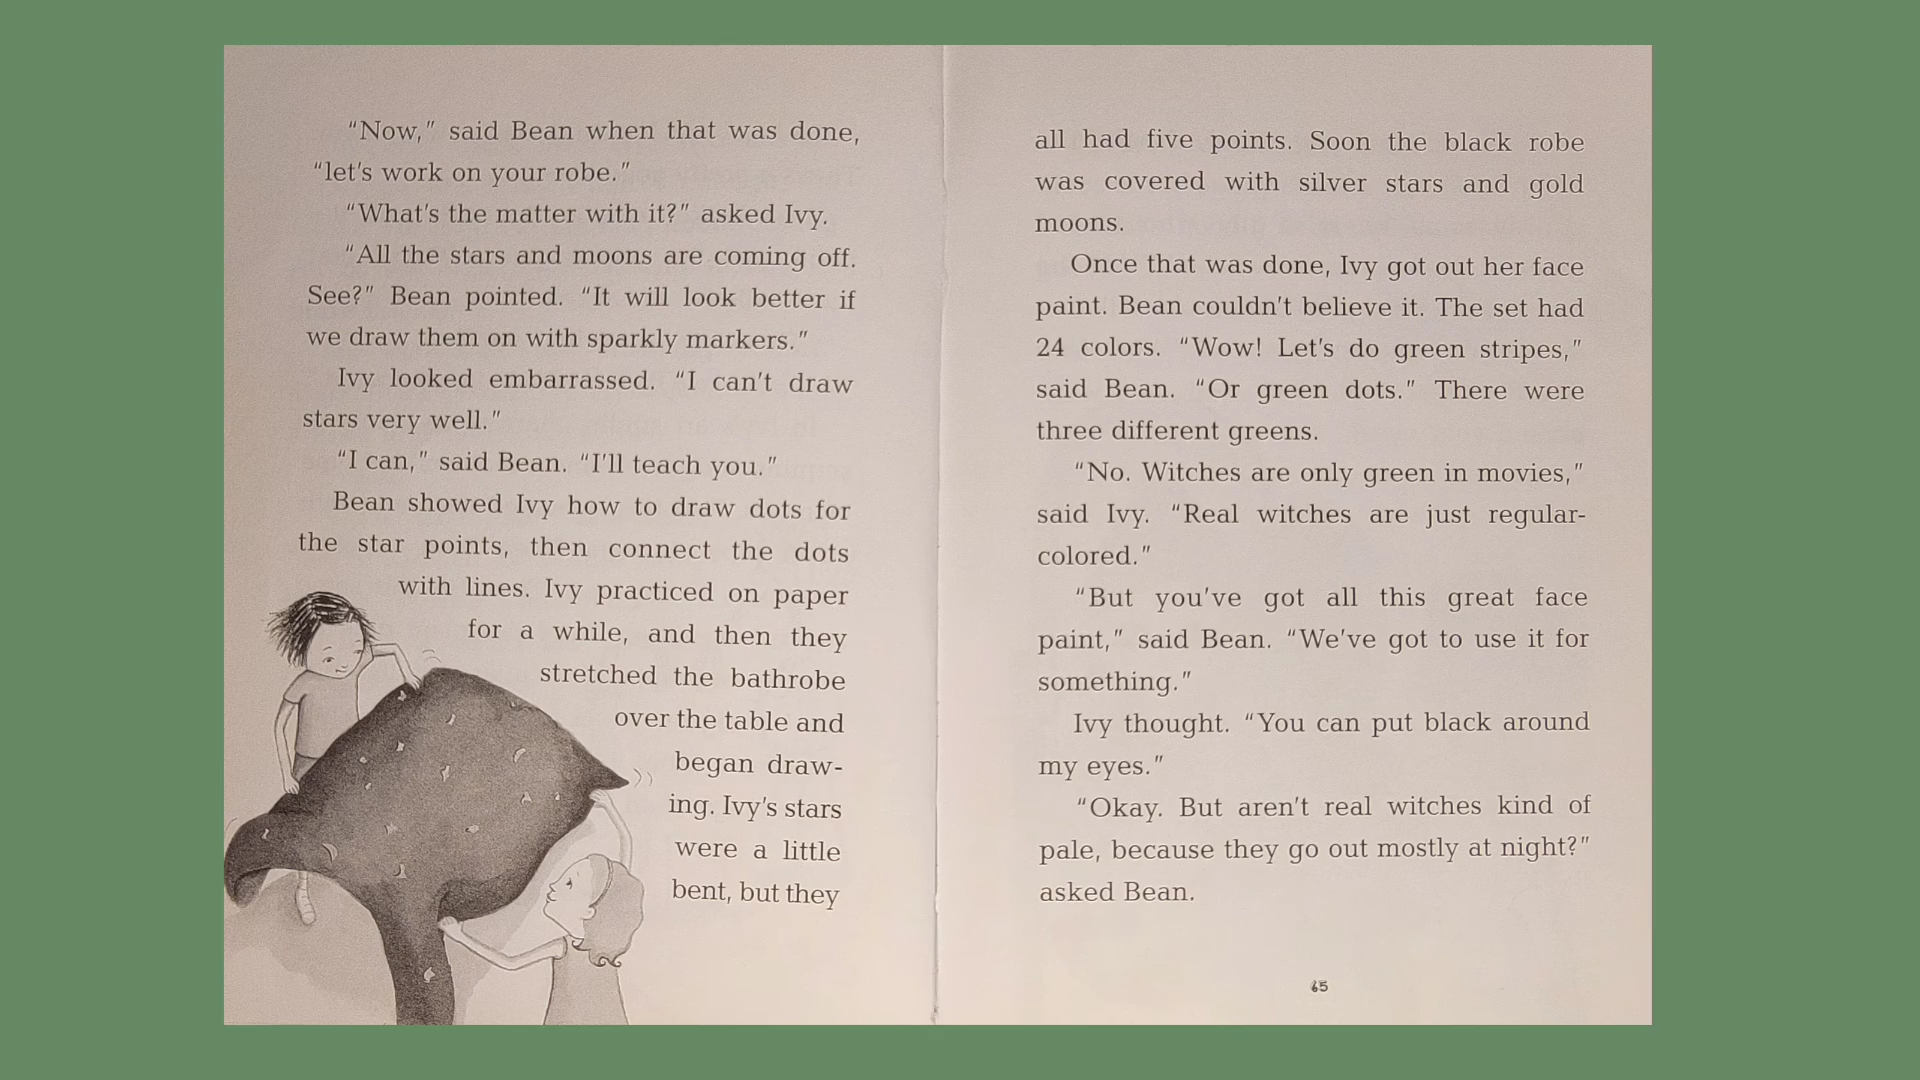 “Now,” said Bean when that was done,
“let's work on your robe.”
“What's the matter with it?” asked Ivy.
“All the stars and moons are coming off.
See?” Bean pointed. “It will look better if
we draw them on with sparkly markers.”
Ivy looked embarrassed. “I can't draw
stars very well.”
“I can,” said Bean. “I'll teach you.”
Bean showed Ivy how to draw dots for
the star points, then connect the dots
with lines. Ivy practiced on paper
for a while, and then they
stretched the bathrobe
over the table and
began draw-
ing. Ivy's stars
were a little
bent, but they
all had five points. Soon the black robe
was covered with silver stars and gold
moons.
Once that was done, Ivy got out her face
paint. Bean couldn't believe it. The set had
24 colors. “Wow! Let's do green stripes,”
said Bean. “Or green dots.” There were
three different greens.
“No. Witches are only green in movies,”
said Ivy. “Real witches are just regular-
colored.”
“But you've got all this great face
paint,” said Bean. “We've got to use it for
something.”
Ivy thought. “You can put black around
my eyes.”
“Okay. But aren't real witches kind of
pale, because they go out mostly at night?”
asked Bean.
65